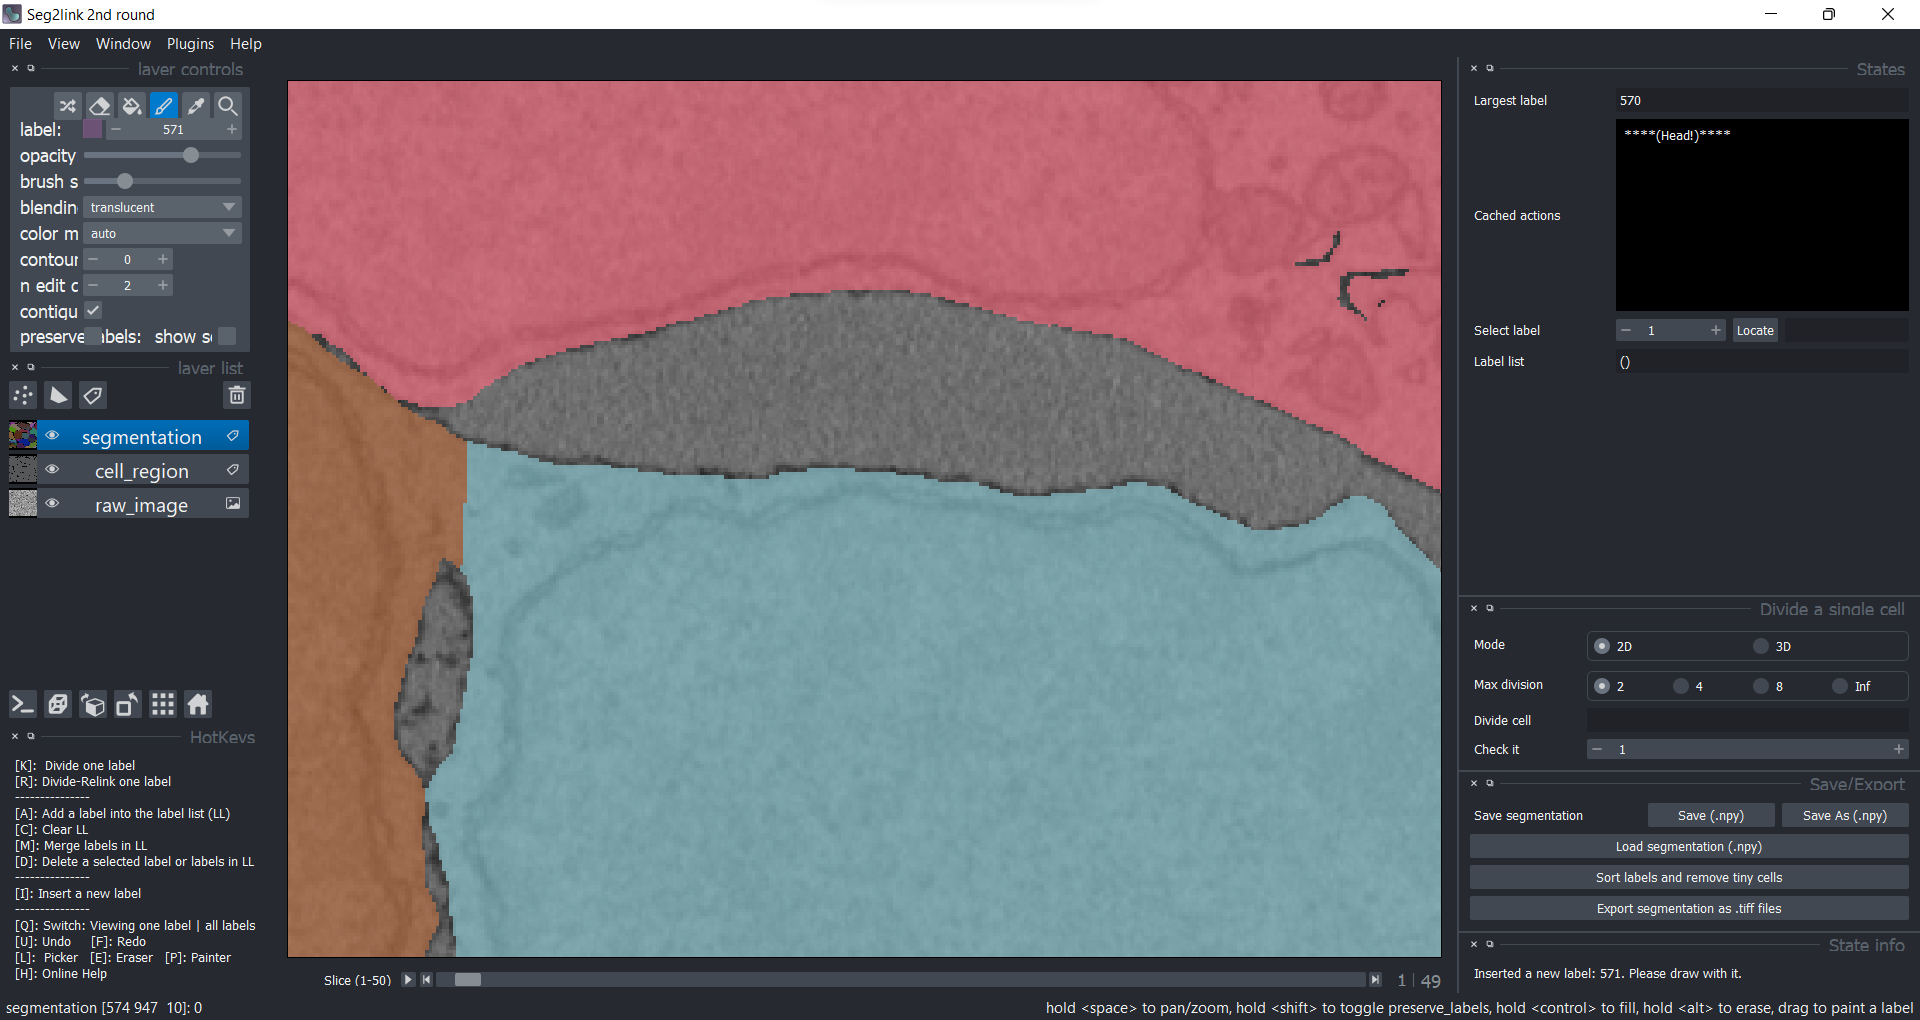 Seg2link 2nd round
File View Window Plugins Help
layer controls
label: 571
opacity
brush s
blendin translucent
color m auto
contour 0
n edit c 2
contigu
preserve abels: show s
layer list
segmentation
cell_region
raw_image
HotKeys
[K]: Divide one label
[R]: Divide-Relink one label
---------------
[A]: Add a label into the label list (LL)
[C]: Clear LL
[M]: Merge labels in LL
[D]: Delete a selected label or labels in LL
---------------
[I]: Insert a new label
---------------
[Q]: Switch: Viewing one label | all labels
[U]: Undo [F]: Redo
[L]: Picker [E]: Eraser [P]: Painter
[H]: Online Help
Slice (1-50) 1 | 49
States
Largest label 570
****(Head!)****
Cached actions
Select label 1 Locate
Label list ()
Divide a single cell
Mode 2D 3D
Max division 2 4 8 Inf
Divide cell
Check it 1
Save/Export
Save segmentation Save (.npy) Save As (.npy)
Load segmentation (.npy)
Sort labels and remove tiny cells
Export segmentation as .tiff files
State info
Inserted a new label: 571. Please draw with it.
segmentation [574 947 10]: 0
hold <space> to pan/zoom, hold <shift> to toggle preserve_labels, hold <control> to fill, hold <alt> to erase, drag to paint a label